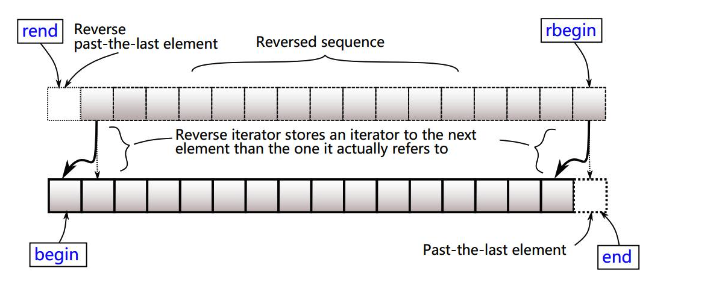 rend
Reverse
past-the-last element
Reversed sequence
rbegin
Reverse iterator stores an iterator to the next
element than the one it actually refers to
begin
Past-the-last element
end